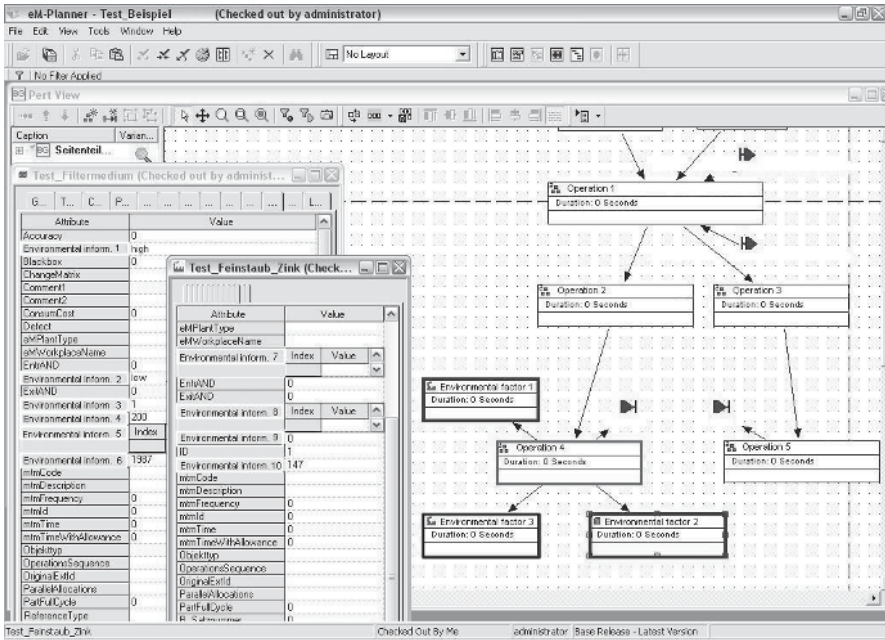 eM-Planner - Test_Beispiel (Checked out by administrator)
File Edit View Tools Window Help
No Layout
No Filter Applied
Pert View
Caption Varian...
Seitenteil...
Test_Filtermedium (Checked out by administ...
G... T... C... P... ... ... ... ... ... ... ... L...
Attribute Value
Accuracy 0
Environmental inform. 1 high
Blackbox 0
ChangeMatrix
Comment1
Comment2
ConsumCost 0
Defect
eMPlantType
eMWorkplaceName
EntrAND 0
Environmental inform. 2 low
ExitAND 0
Environmental inform. 3 1
Environmental inform. 4 200
Environmental inform. 5 Index
Environmental inform. 6 1987
mtmCode
mtmDescription
mtmFrequency 0
mtmId 0
mtmTime 0
mtmTimeWithAllowance 0
Objekttyp
OperationsSequence
OriginalExtId
ParallelAllocations
PartFullCycle 0
ReferenceType
Test_Feinstaub_Zink (Check...
Attribute Value
eMPlantType
eMWorkplaceName
Environmental inform. 7 Index Value
EntrAND 0
ExitAND 0
Environmental inform. 8 Index Value
Environmental inform. 9 0
ID 1
Environmental inform. 10 147
mtmCode
mtmDescription
mtmFrequency 0
mtmId 0
mtmTime 0
mtmTimeWithAllowance 0
Objekttyp
OperationsSequence
OriginalExtId
ParallelAllocations
PartFullCycle 0
Operation 1
Duration: 0 Seconds
Operation 2
Duration: 0 Seconds
Operation 3
Duration: 0 Seconds
Environmental factor 1
Duration: 0 Seconds
Operation 4
Duration: 0 Seconds
Operation 5
Duration: 0 Seconds
Environmental factor 3
Duration: 0 Seconds
Environmental factor 2
Duration: 0 Seconds
Test_Feinstaub_Zink Checked Out By Me administrator Base Release - Latest Version